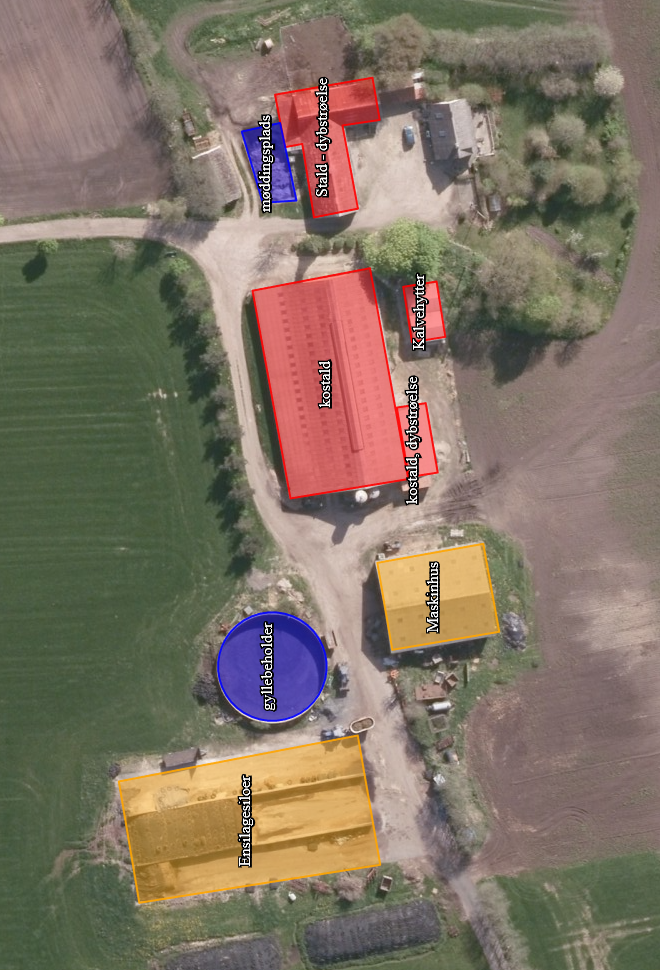 møddingsplads
Stald - dybstrøelse
Kalvehytter
kostald
kostald, dybstrøelse
Maskinhus
gyllebeholder
Ensilagesiloer